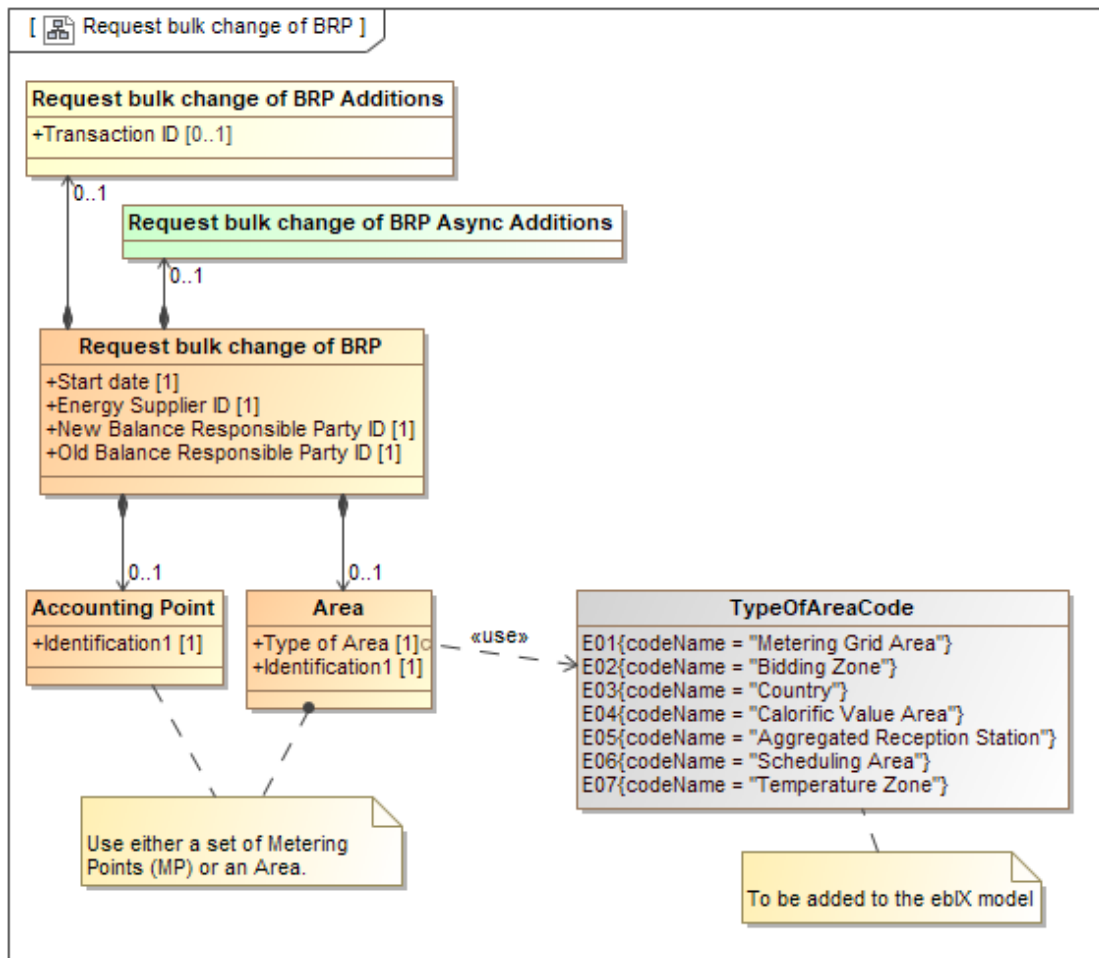 [ Request bulk change of BRP ]
Request bulk change of BRP Additions
+Transaction ID [0..1]
0..1
Request bulk change of BRP Async Additions
0..1
Request bulk change of BRP
+Start date [1]
+Energy Supplier ID [1]
+New Balance Responsible Party ID [1]
+Old Balance Responsible Party ID [1]
0..1
0..1
Accounting Point
+Identification1 [1]
Area
+Type of Area [1]
+Identification1 [1]
«use»
TypeOfAreaCode
E01{codeName = "Metering Grid Area"}
E02{codeName = "Bidding Zone"}
E03{codeName = "Country"}
E04{codeName = "Calorific Value Area"}
E05{codeName = "Aggregated Reception Station"}
E06{codeName = "Scheduling Area"}
E07{codeName = "Temperature Zone"}
Use either a set of Metering
Points (MP) or an Area.
To be added to the ebIX model